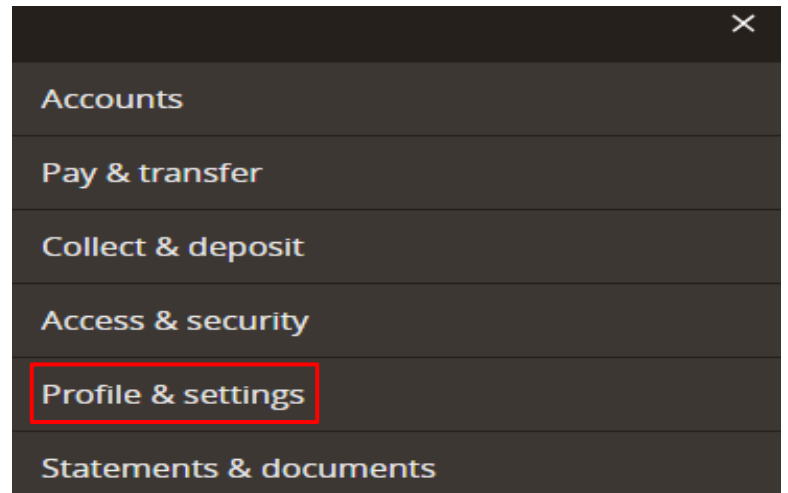 Accounts
Pay & transfer
Collect & deposit
Access & security
Profile & settings
Statements & documents